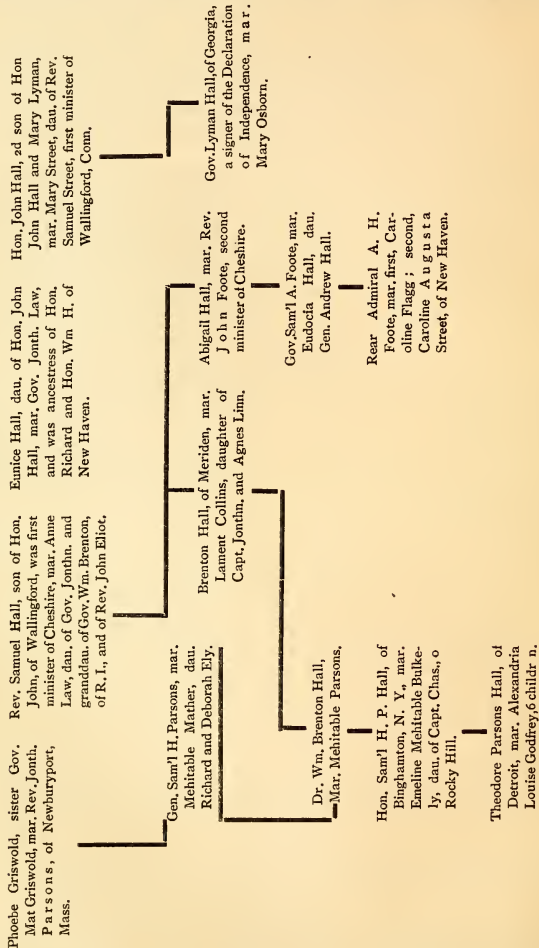 Phoebe Griswold, sister Gov.
Mat Griswold, mar. Rev. Jonth.
Parsons, of Newburyport,
Mass.
Rev. Samuel Hall, son of Hon.
John, of Wallingford, was first
minister of Cheshire, mar. Anne
Law, dau. of Gov. Jonthn. and
granddau. of Gov. Wm. Brenton,
of R. I., and of Rev. John Eliot.
Eunice Hall, dau. of Hon. John
Hall, mar. Gov. Jonth. Law,
and was ancestress of Hon.
Richard and Hon. Wm H. of
New Haven.
Hon. John Hall, 2d son of Hon
John Hall and Mary Lyman,
mar. Mary Street, dau. of Rev.
Samuel Street, first minister of
Wallingford, Conn.
Gen. Sam'l H. Parsons, mar.
Mehitable Mather, dau.
Richard and Deborah Ely.
Brenton Hall, of Meriden, mar.
Lament Collins, daughter of
Capt. Jonthn. and Agnes Linn.
Abigail Hall, mar. Rev.
John Foote, second
minister of Cheshire.
Gov. Lyman Hall, of Georgia,
a signer of the Declaration
of Independence, mar.
Mary Osborn.
Gov. Sam'l A. Foote, mar.
Eudocia Hall, dau.
Gen. Andrew Hall.
Dr. Wm. Brenton Hall,
Mar. Mehitable Parsons.
Rear Admiral A. H.
Foote, mar. first, Car-
oline Flagg; second,
Caroline Augusta
Street, of New Haven.
Hon. Sam'l H. P. Hall, of
Binghamton, N. Y., mar.
Emeline Mehitable Bulke-
ly, dau. of Capt. Chas., o
Rocky Hill.
Theodore Parsons Hall, of
Detroit, mar. Alexandria
Louise Godfrey, 6 childr n.